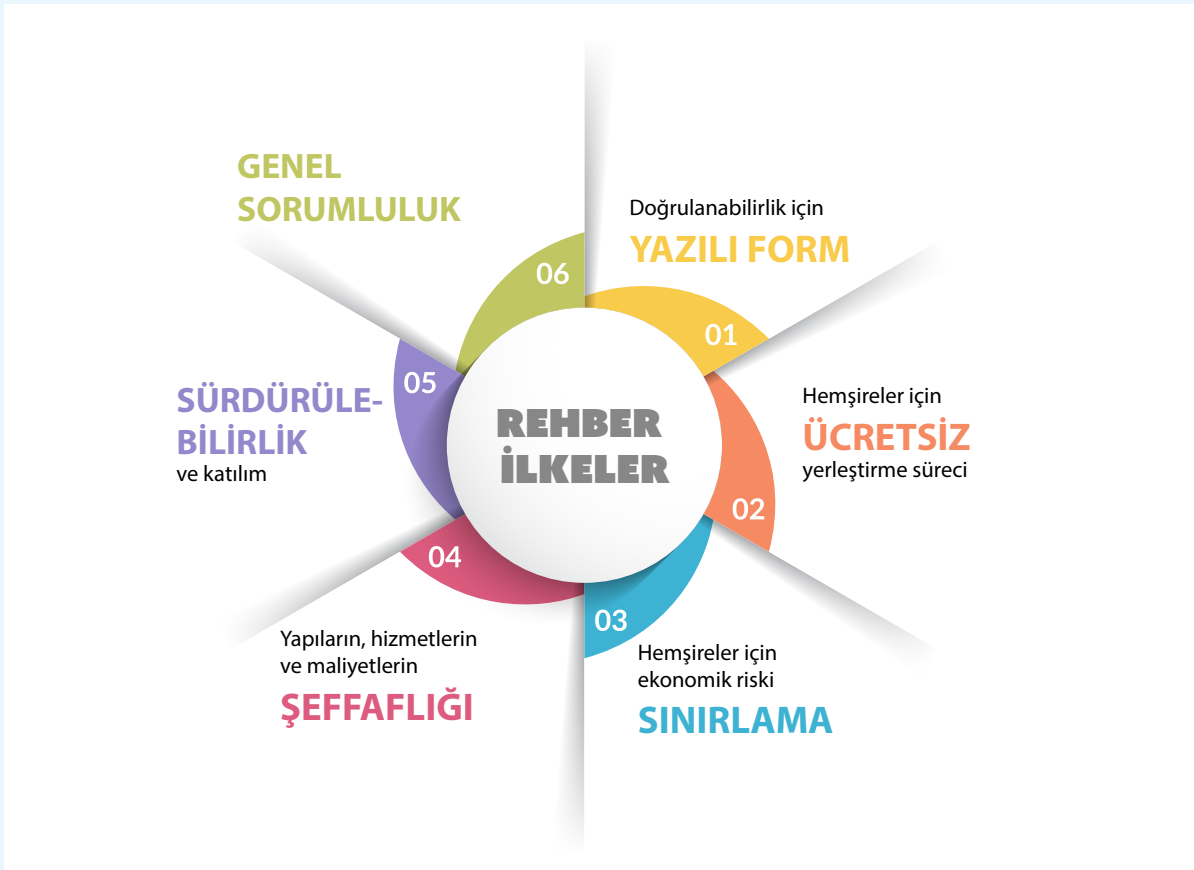 REHBER
İLKELER
Doğrulanabilirlik için
YAZILI FORM
01
Hemşireler için
ÜCRETSİZ
yerleştirme süreci
02
03
Hemşireler için
ekonomik riski
SINIRLAMA
04
Yapıların, hizmetlerin
ve maliyetlerin
ŞEFFAFLIĞI
05
SÜRDÜRÜLE-
BİLİRLİK
ve katılım
GENEL
SORUMLULUK
06